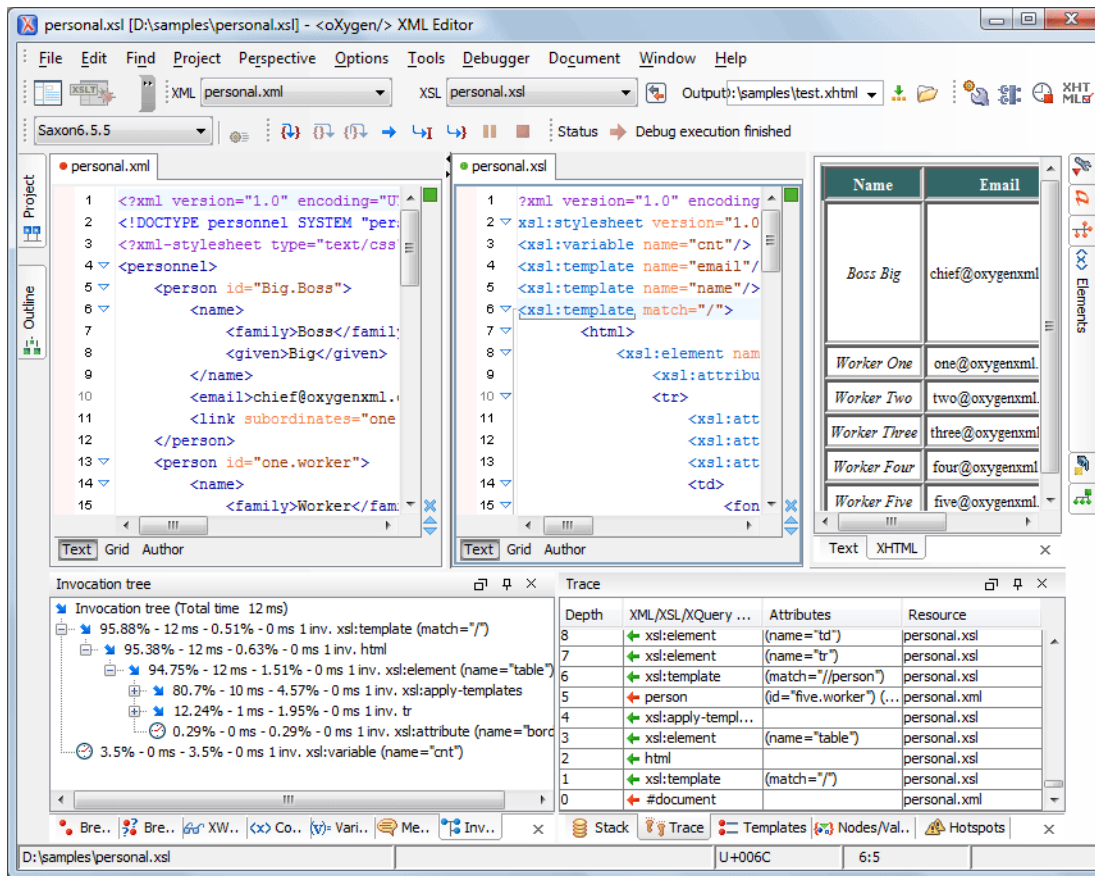 personal.xsl [D:\samples\personal.xsl] - <oXygen/> XML Editor
File Edit Find Project Perspective Options Tools Debugger Document Window Help
XSLT XML personal.xml XSL personal.xsl Output): \samples\test.xhtml XHT MLS
Saxon6.5.5 Status Debug execution finished
Project
Outline
personal.xml
1 <?xml version="1.0" encoding="U
2 <!DOCTYPE personnel SYSTEM "per
3 <?xml-stylesheet type="text/css
4 <personnel>
5 <person id="Big.Boss">
6 <name>
7 <family>Boss</famil
8 <given>Big</given>
9 </name>
10 <email>chief@oxygenxml.
11 <link subordinates="one
12 </person>
13 <person id="one.worker">
14 <name>
15 <family>Worker</fam
Text Grid Author
personal.xsl
1 ?xml version="1.0" encoding
2 xsl:stylesheet version="1.0
3 <xsl:variable name="cnt"/>
4 <xsl:template name="email"/
5 <xsl:template name="name"/>
6 <xsl:template match="/">
7 <html>
8 <xsl:element nam
9 <xsl:attribu
10 <tr>
11 <xsl:att
12 <xsl:att
13 <xsl:att
14 <td>
15 <fon
Text Grid Author
Name Email
Boss Big chief@oxygenxml
Worker One one@oxygenxml.
Worker Two two@oxygenxml.
Worker Three three@oxygenxml
Worker Four four@oxygenxml
Worker Five five@oxygenxml.
Text XHTML
Elements
Invocation tree
Invocation tree (Total time 12 ms)
95.88% - 12 ms - 0.51% - 0 ms 1 inv. xsl:template (match="/")
95.38% - 12 ms - 0.63% - 0 ms 1 inv. html
94.75% - 12 ms - 1.51% - 0 ms 1 inv. xsl:element (name="table")
80.7% - 10 ms - 4.57% - 0 ms 1 inv. xsl:apply-templates
12.24% - 1 ms - 1.95% - 0 ms 1 inv. tr
0.29% - 0 ms - 0.29% - 0 ms 1 inv. xsl:attribute (name="bord
3.5% - 0 ms - 3.5% - 0 ms 1 inv. xsl:variable (name="cnt")
Bre.. Bre.. XW.. Co.. Vari.. Me.. Inv..
Trace
Depth XML/XSL/XQuery ... Attributes Resource
8 xsl:element (name="td") personal.xsl
7 xsl:element (name="tr") personal.xsl
6 xsl:template (match="//person") personal.xsl
5 person (id="five.worker") (... personal.xml
4 xsl:apply-templ... personal.xsl
3 xsl:element (name="table") personal.xsl
2 html personal.xsl
1 xsl:template (match="/") personal.xsl
0 #document personal.xml
Stack Trace Templates Nodes/Val.. Hotspots
D:\samples\personal.xsl U+006C 6:5